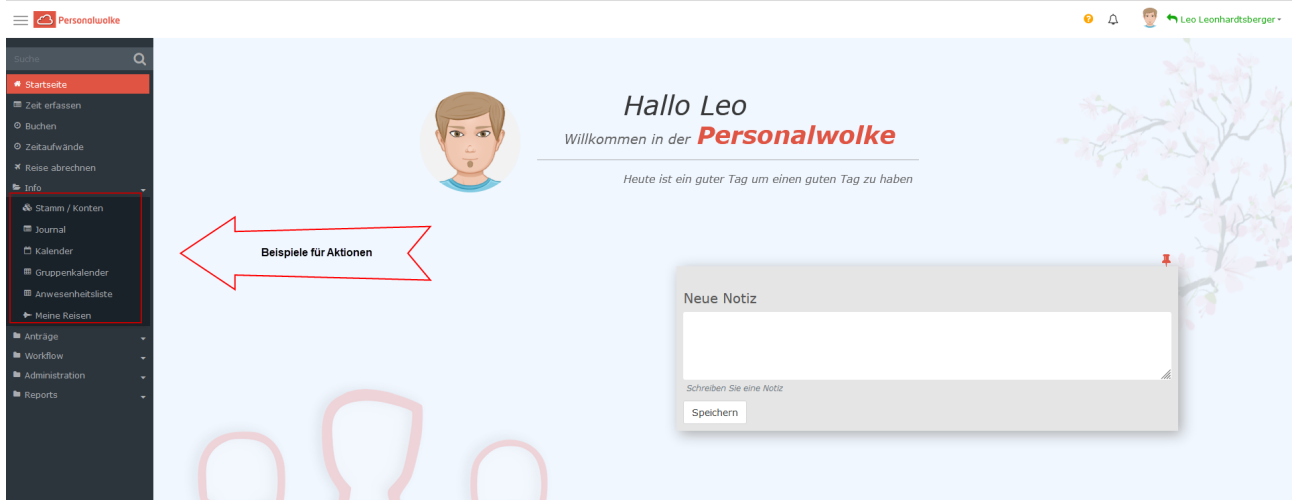 Personalwolke
Leo Leonhardtsberger
Suche
Startseite
Zeit erfassen
Buchen
Zeitaufwände
Reise abrechnen
Info
Stamm / Konten
Journal
Kalender
Gruppenkalender
Anwesenheitsliste
Meine Reisen
Anträge
Workflow
Administration
Reports
Hallo Leo
Willkommen in der Personalwolke
Heute ist ein guter Tag um einen guten Tag zu haben
Beispiele für Aktionen
Neue Notiz
Schreiben Sie eine Notiz
Speichern